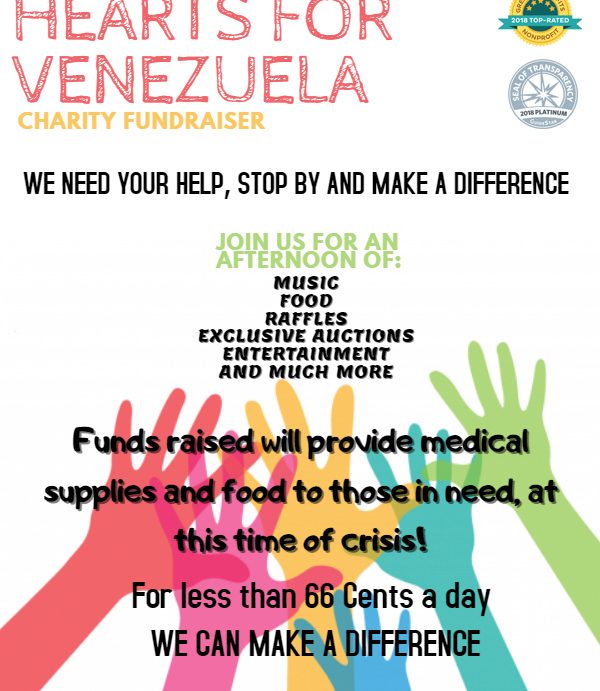 HEARTS FOR
VENEZUELA
CHARITY FUNDRAISER
2018 TOP-RATED
NONPROFIT
SEAL OF TRANSPARENCY
2018 PLATINUM
GUIDESTAR
WE NEED YOUR HELP, STOP BY AND MAKE A DIFFERENCE
JOIN US FOR AN
AFTERNOON OF:
MUSIC
FOOD
RAFFLES
EXCLUSIVE AUCTIONS
ENTERTAINMENT
AND MUCH MORE
Funds raised will provide medical
supplies and food to those in need, at
this time of crisis!
For less than 66 Cents a day
WE CAN MAKE A DIFFERENCE